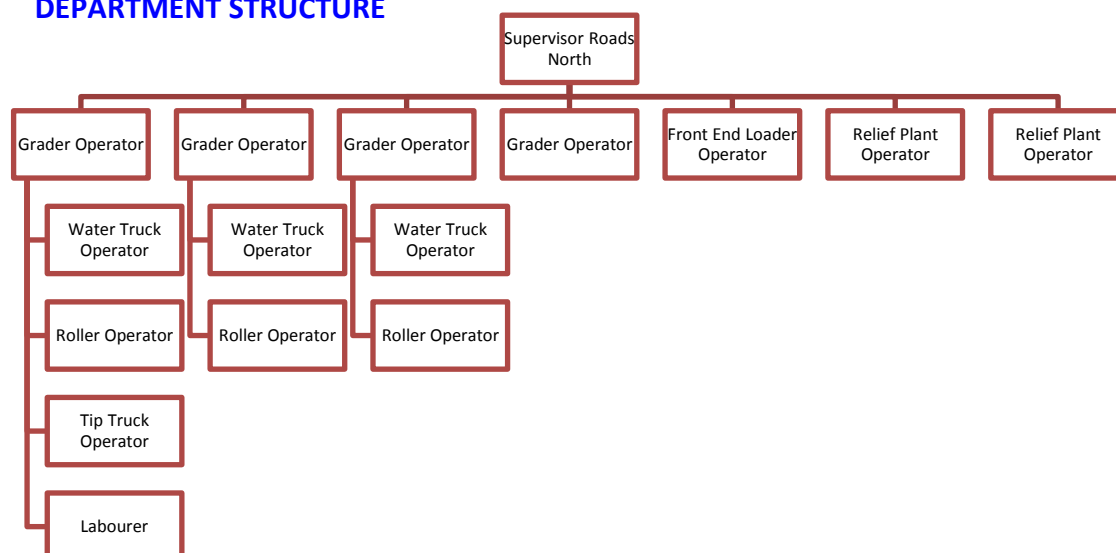 DEPARTMENT STRUCTURE
Supervisor Roads
North
Grader Operator
Grader Operator
Grader Operator
Grader Operator
Front End Loader
Operator
Relief Plant
Operator
Relief Plant
Operator
Water Truck
Operator
Water Truck
Operator
Water Truck
Operator
Roller Operator
Roller Operator
Roller Operator
Tip Truck
Operator
Labourer